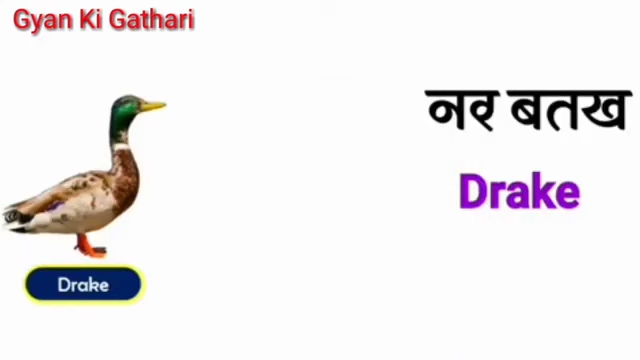 Gyan Ki Gathari
नर बतख
Drake
Drake